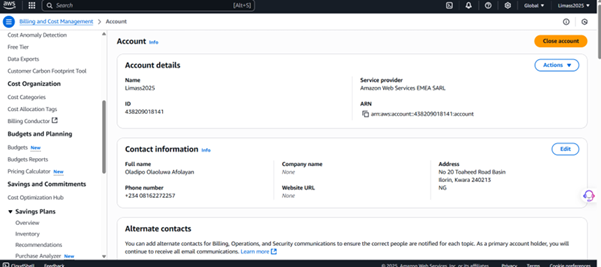 aws
Search
[Alt+S]
Global
Limass2025
Billing and Cost Management > Account
Cost Anomaly Detection
Free Tier
Data Exports
Customer Carbon Footprint Tool
Cost Organization
Cost Categories
Cost Allocation Tags
Billing Conductor
Budgets and Planning
Budgets New
Budgets Reports
Pricing Calculator New
Savings and Commitments
Cost Optimization Hub
Savings Plans
Overview
Inventory
Recommendations
Purchase Analyzer New
Account Info
Close account
Account details
Actions
Name
Limass2025
Service provider
Amazon Web Services EMEA SARL
ID
438209018141
ARN
arn:aws:account::438209018141:account
Contact information Info
Edit
Full name
Oladipo Olaoluwa Afolayan
Company name
None
Address
No 20 Toaheed Road Basin
Ilorin, Kwara 240213
NG
Phone number
+234 08162272257
Website URL
None
Alternate contacts
You can add alternate contacts for Billing, Operations, and Security communications to ensure the correct people are notified for each topic. As a primary account holder, you will
continue to receive all email communications. Learn more
CloudShell
Feedback
© 2025, Amazon Web Services, Inc. or its affiliates.
Privacy
Terms
Cookie preferences